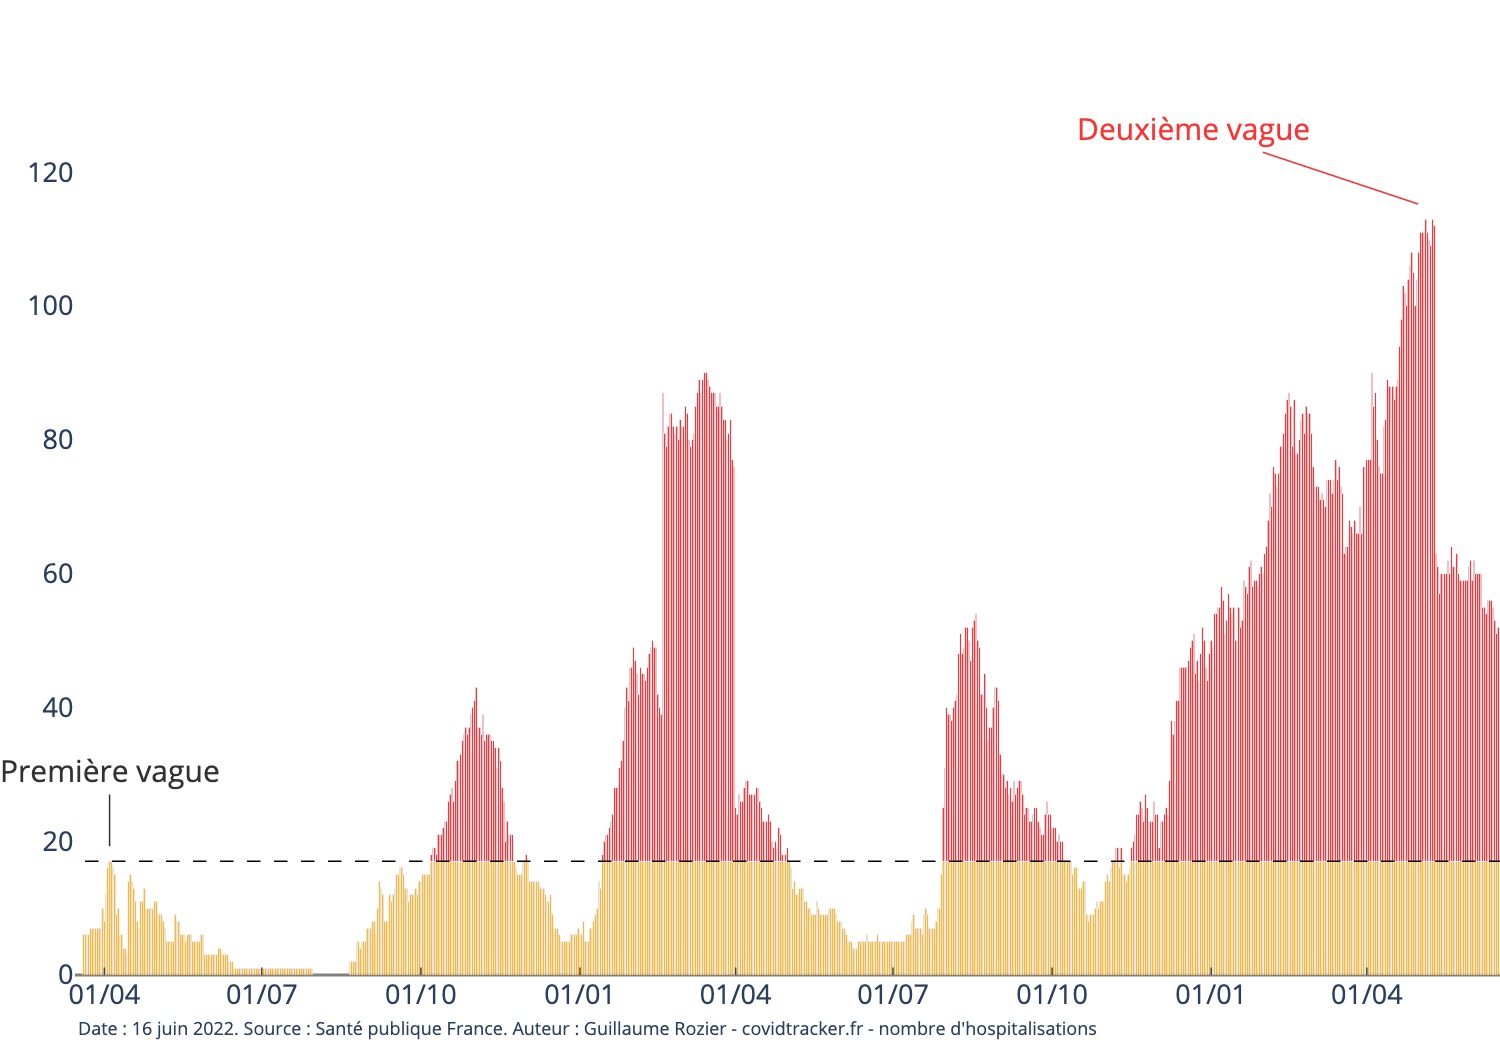 Deuxième vague
120
100
80
60
40
Première vague
20
0
01/04 01/07 01/10 01/01 01/04 01/07 01/10 01/01 01/04
Date : 16 juin 2022. Source : Santé publique France. Auteur : Guillaume Rozier - covidtracker.fr - nombre d'hospitalisations